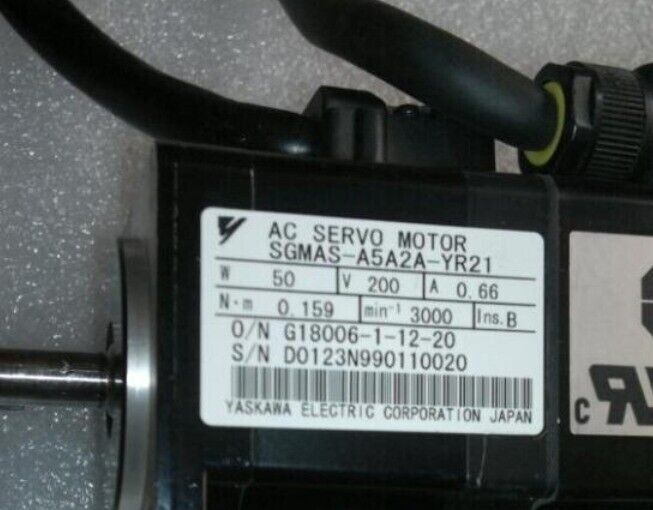 AC SERVO MOTOR
SGMAS-A5A2A-YR21
W 50 V 200 A 0.66
N·m 0.159 min⁻¹ 3000 Ins.B
O/N G18006-1-12-20
S/N D0123N990110020
YASKAWA ELECTRIC CORPORATION JAPAN
C